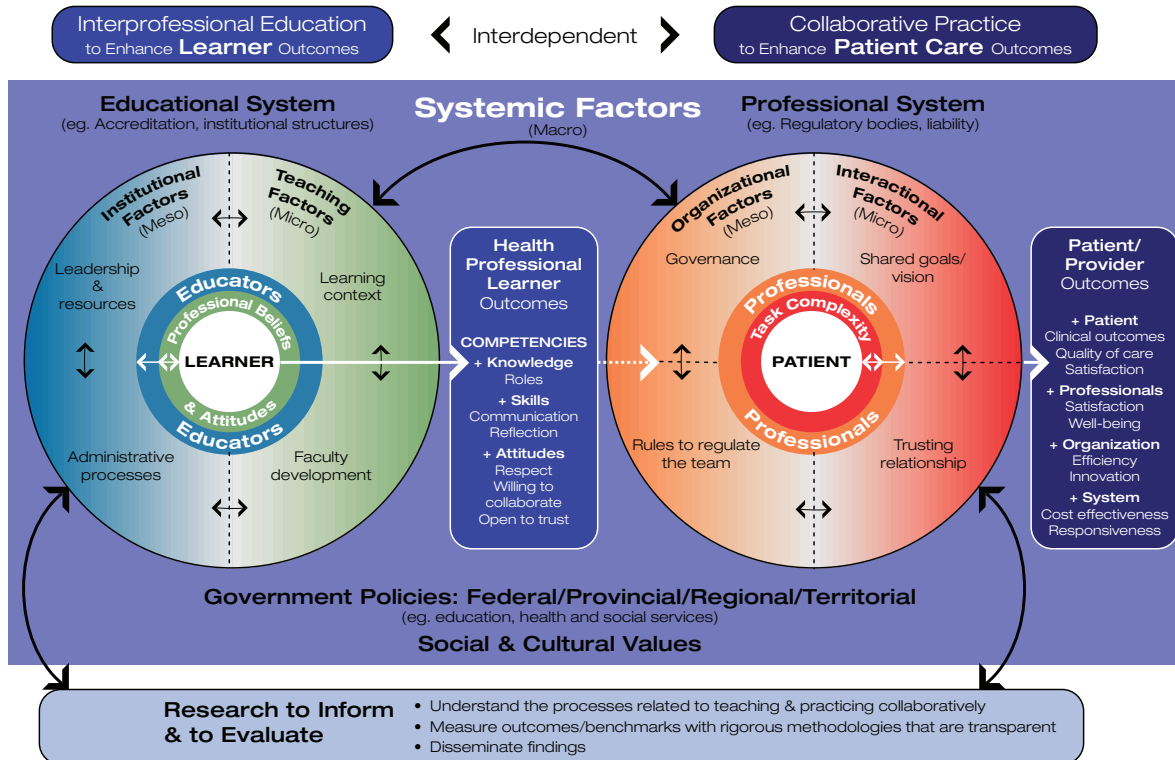 Interprofessional Education
to Enhance Learner Outcomes
Interdependent
Collaborative Practice
to Enhance Patient Care Outcomes
Educational System
(eg. Accreditation, institutional structures)
Systemic Factors
(Macro)
Professional System
(eg. Regulatory bodies, liability)
Institutional
Factors
(Meso)
Teaching
Factors
(Micro)
Leadership
&
resources
Learning
context
Educators
Professional Beliefs
LEARNER
& Attitudes
Educators
Administrative
processes
Faculty
development
Health
Professional
Learner
Outcomes
COMPETENCIES
+ Knowledge
Roles
+ Skills
Communication
Reflection
+ Attitudes
Respect
Willing to
collaborate
Open to trust
Organizational
Factors
(Meso)
Interactional
Factors
(Micro)
Governance
Shared goals/
vision
Professionals
Task Complexity
PATIENT
Professionals
Rules to regulate
the team
Trusting
relationship
Patient/
Provider
Outcomes
+ Patient
Clinical outcomes
Quality of care
Satisfaction
+ Professionals
Satisfaction
Well-being
+ Organization
Efficiency
Innovation
+ System
Cost effectiveness
Responsiveness
Government Policies: Federal/Provincial/Regional/Territorial
(eg. education, health and social services)
Social & Cultural Values
Research to Inform
& to Evaluate
• Understand the processes related to teaching & practicing collaboratively
• Measure outcomes/benchmarks with rigorous methodologies that are transparent
• Disseminate findings